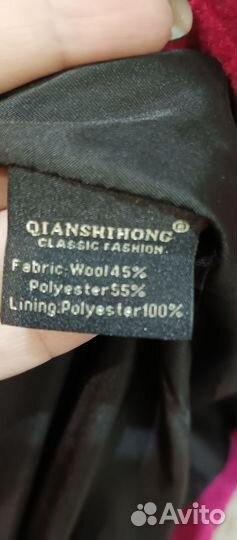 QIANSHIHONG®
CLASSIC FASHION
Fabric:Wool45%
Polyester55%
Lining:Polyester100%
Avito